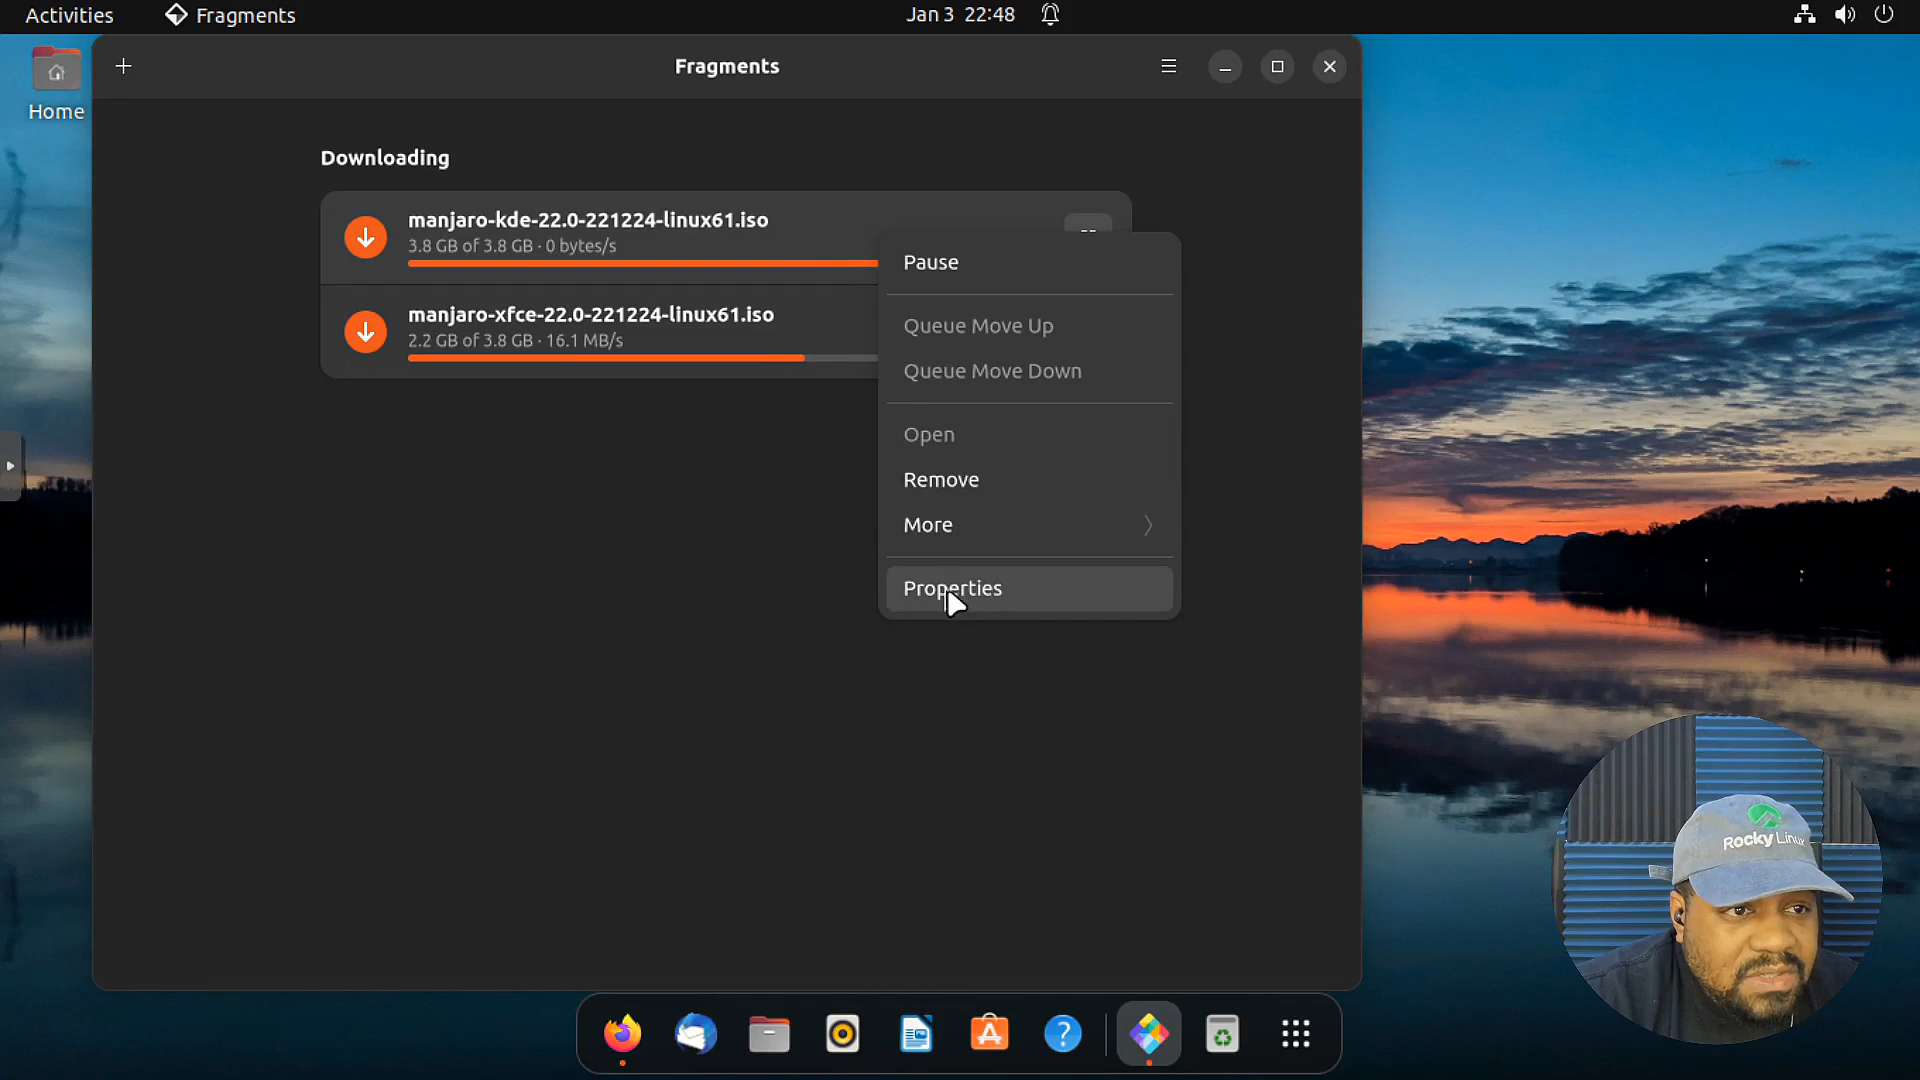 Activities
Fragments
Jan 3 22:48
Home
Fragments
Downloading
manjaro-kde-22.0-221224-linux61.iso
3.8 GB of 3.8 GB · 0 bytes/s
manjaro-xfce-22.0-221224-linux61.iso
2.2 GB of 3.8 GB · 16.1 MB/s
Pause
Queue Move Up
Queue Move Down
Open
Remove
More
Properties
Rocky Linux